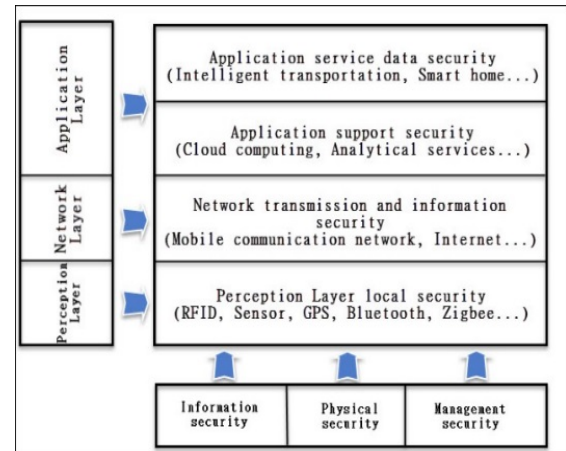 Application
Layer
Application service data security
(Intelligent transportation, Smart home...)
Application support security
(Cloud computing, Analytical services...)
Network
Layer
Network transmission and information
security
(Mobile communication network, Internet...)
Perception
Layer
Perception Layer local security
(RFID, Sensor, GPS, Bluetooth, Zigbee...)
Information
security
Physical
security
Management
security